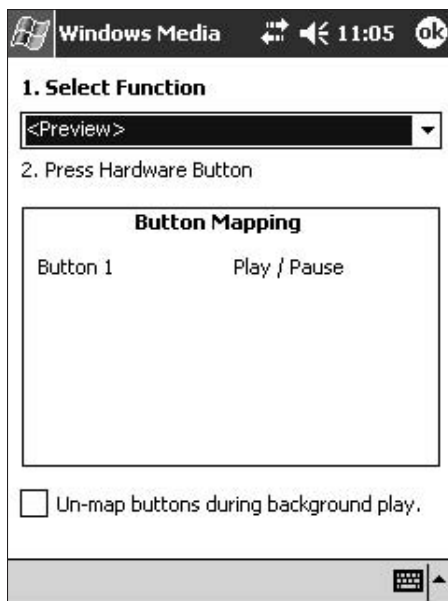 Windows Media 11:05 ok
1. Select Function
<Preview>
2. Press Hardware Button
Button Mapping
Button 1 Play / Pause
Un-map buttons during background play.